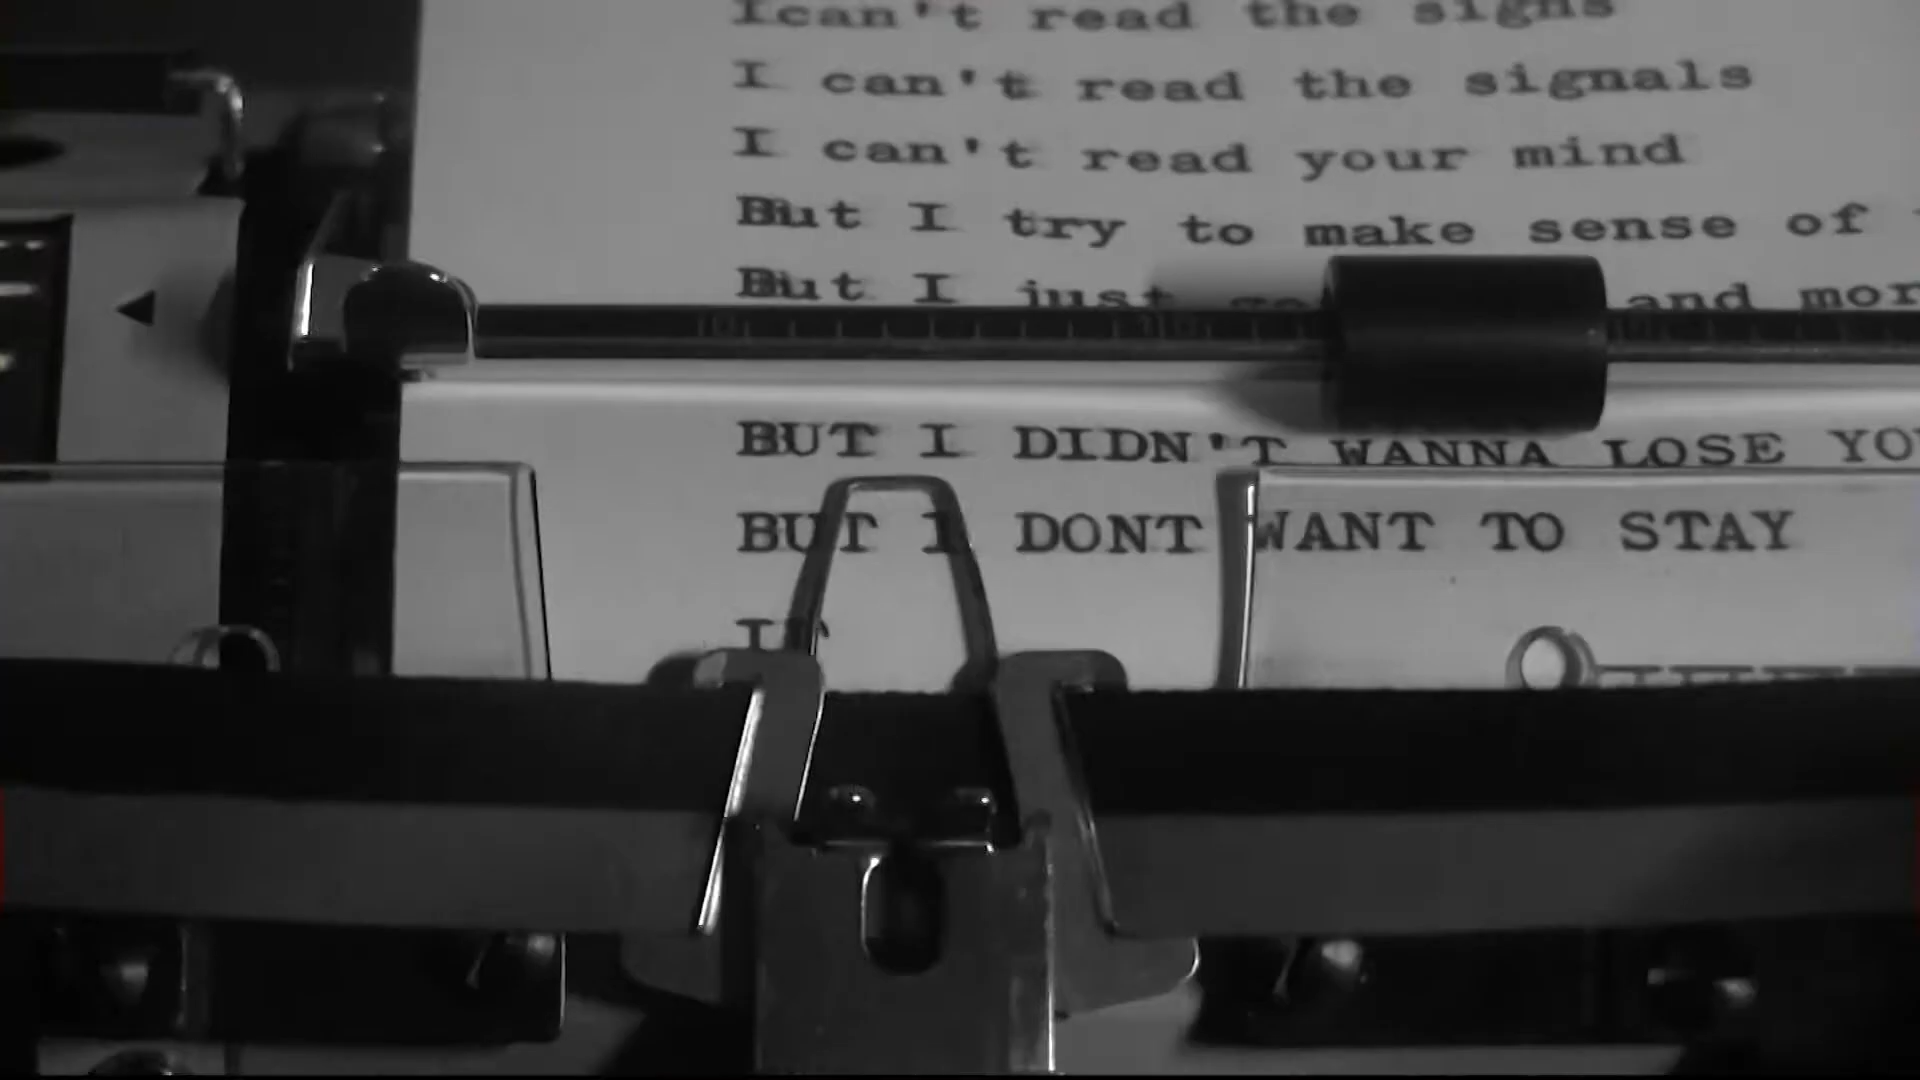 Ican't read the signs
I can't read the signals
I can't read your mind
But I try to make sense of
But I just and
BUT I DIDN'T WANNA LOSE
BUT I DONT WANT TO STAY